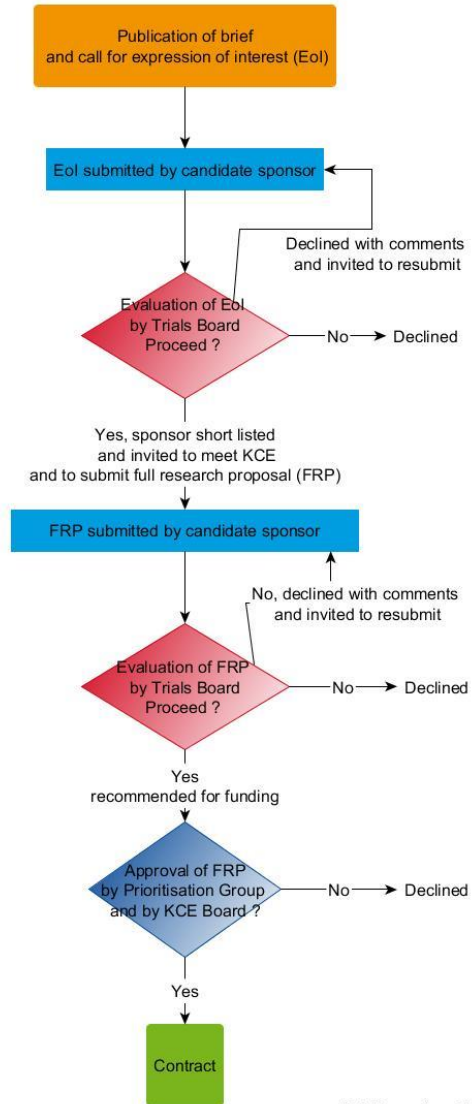 Publication of brief
and call for expression of interest (EoI)
EoI submitted by candidate sponsor
Declined with comments
and invited to resubmit
Evaluation of EoI
by Trials Board
Proceed ?
No
Declined
Yes, sponsor short listed
and invited to meet KCE
and to submit full research proposal (FRP)
FRP submitted by candidate sponsor
No, declined with comments
and invited to resubmit
Evaluation of FRP
by Trials Board
Proceed ?
No
Declined
Yes
recommended for funding
Approval of FRP
by Prioritisation Group
and by KCE Board ?
No
Declined
Yes
Contract